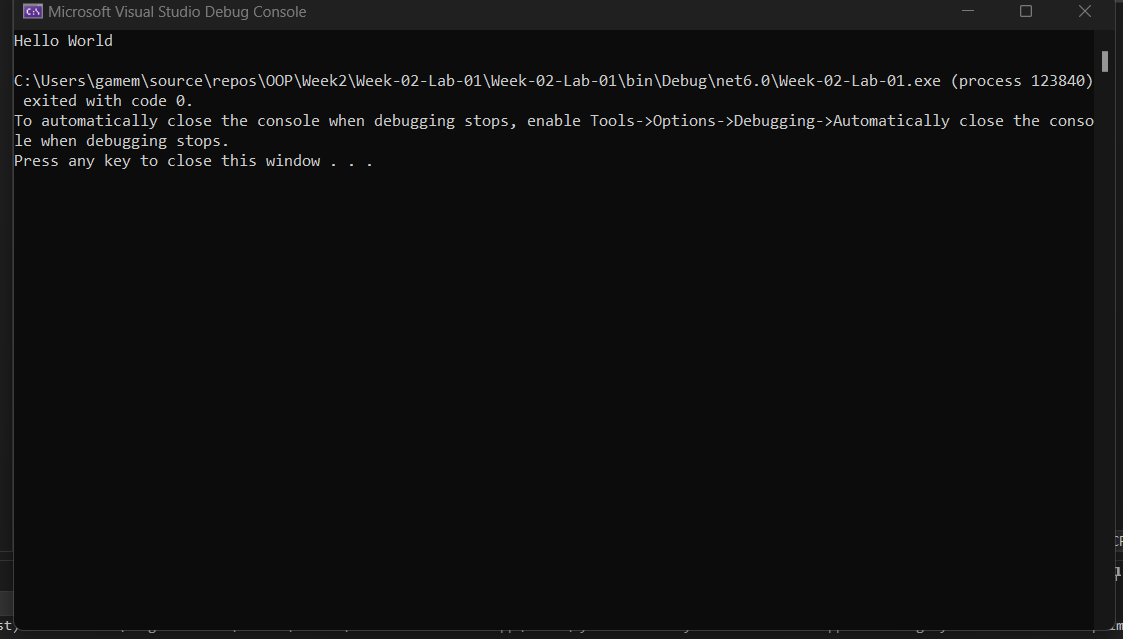 Microsoft Visual Studio Debug Console
Hello World
C:\Users\gamem\source\repos\OOP\Week2\Week-02-Lab-01\Week-02-Lab-01\bin\Debug\net6.0\Week-02-Lab-01.exe (process 123840)
exited with code 0.
To automatically close the console when debugging stops, enable Tools->Options->Debugging->Automatically close the conso
le when debugging stops.
Press any key to close this window . . .